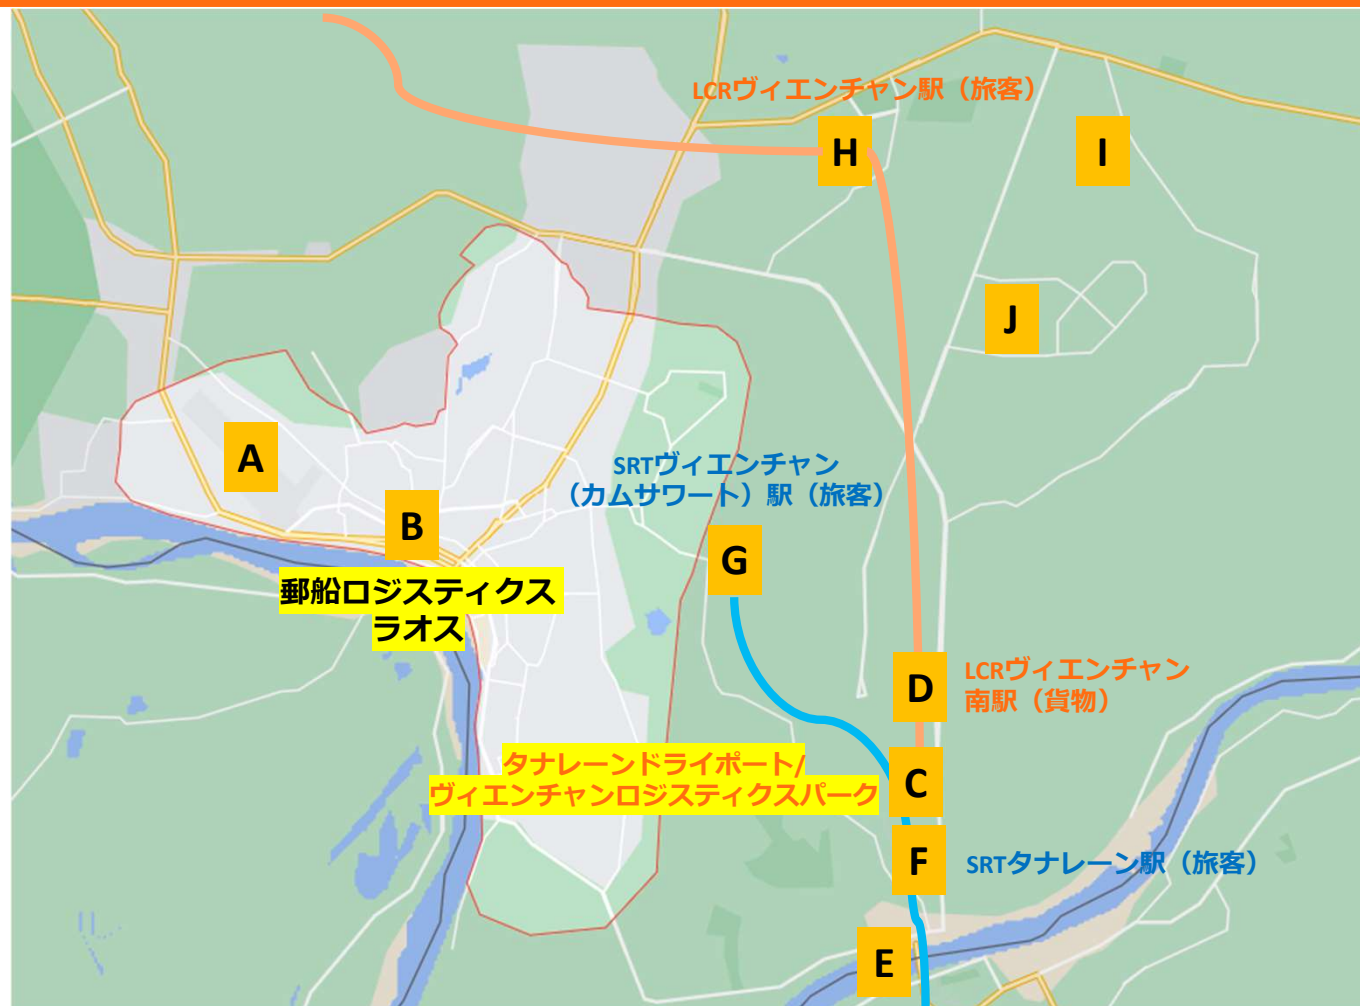 LCRヴィエンチャン駅（旅客）
H
I
J
A
SRTヴィエンチャン
（カムサワート）駅（旅客）
B
G
郵船ロジスティクス
ラオス
D
LCRヴィエンチャン
南駅（貨物）
タナレーンドライポート/
ヴィエンチャンロジスティクスパーク
C
F
SRTタナレーン駅（旅客）
E